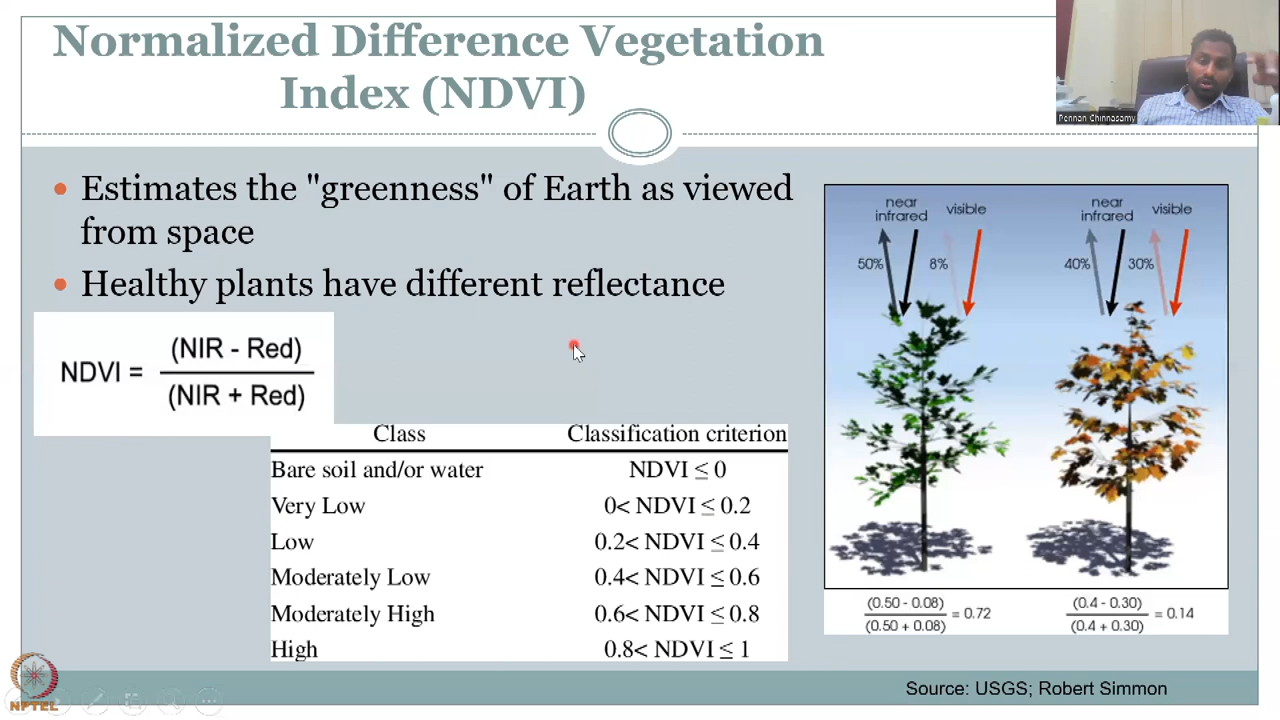 Normalized Difference Vegetation
Index (NDVI)
Pennan Chinnasamy
• Estimates the "greenness" of Earth as viewed
from space
• Healthy plants have different reflectance
NDVI = (NIR - Red)
(NIR + Red)
Class Classification criterion
Bare soil and/or water NDVI ≤ 0
Very Low 0< NDVI ≤ 0.2
Low 0.2< NDVI ≤ 0.4
Moderately Low 0.4< NDVI ≤ 0.6
Moderately High 0.6< NDVI ≤ 0.8
High 0.8< NDVI ≤ 1
near
infrared
visible
50%
8%
near
infrared
visible
40%
30%
(0.50 - 0.08)
(0.50 + 0.08)
= 0.72
(0.4 - 0.30)
(0.4 + 0.30)
= 0.14
Source: USGS; Robert Simmon
NPTEL